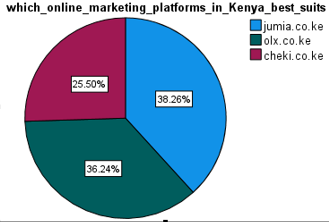 which_online_marketing_platforms_in_Kenya_best_suits
jumia.co.ke
olx.co.ke
cheki.co.ke
25.50%
38.26%
36.24%